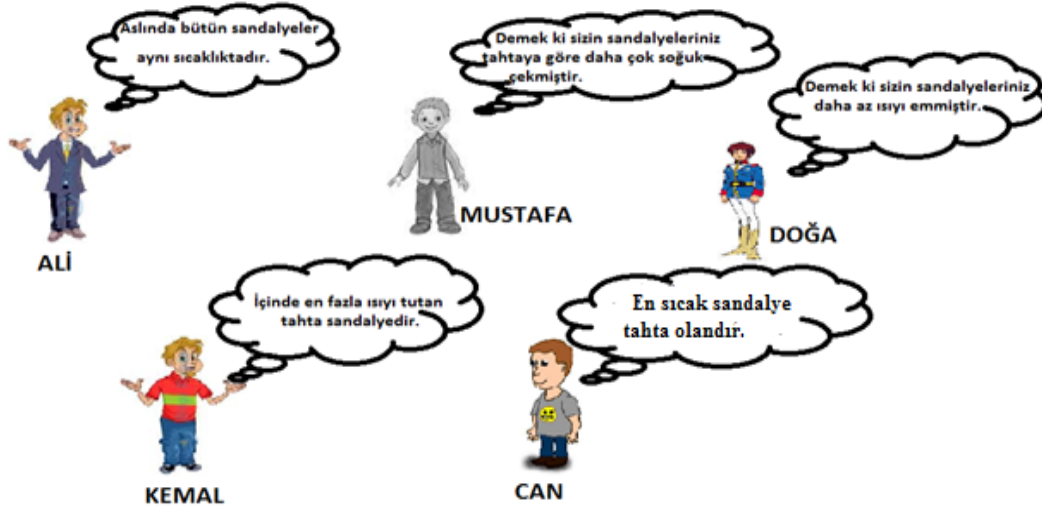 Aslında bütün sandalyeler
aynı sıcaklıktadır.
ALİ
Demek ki sizin sandalyeleriniz
tahtaya göre daha çok soğuk
çekmiştir.
MUSTAFA
Demek ki sizin sandalyeleriniz
daha az ısıyı emmiştir.
DOĞA
İçinde en fazla ısıyı tutan
tahta sandalyedir.
KEMAL
En sıcak sandalye
tahta olandır.
CAN